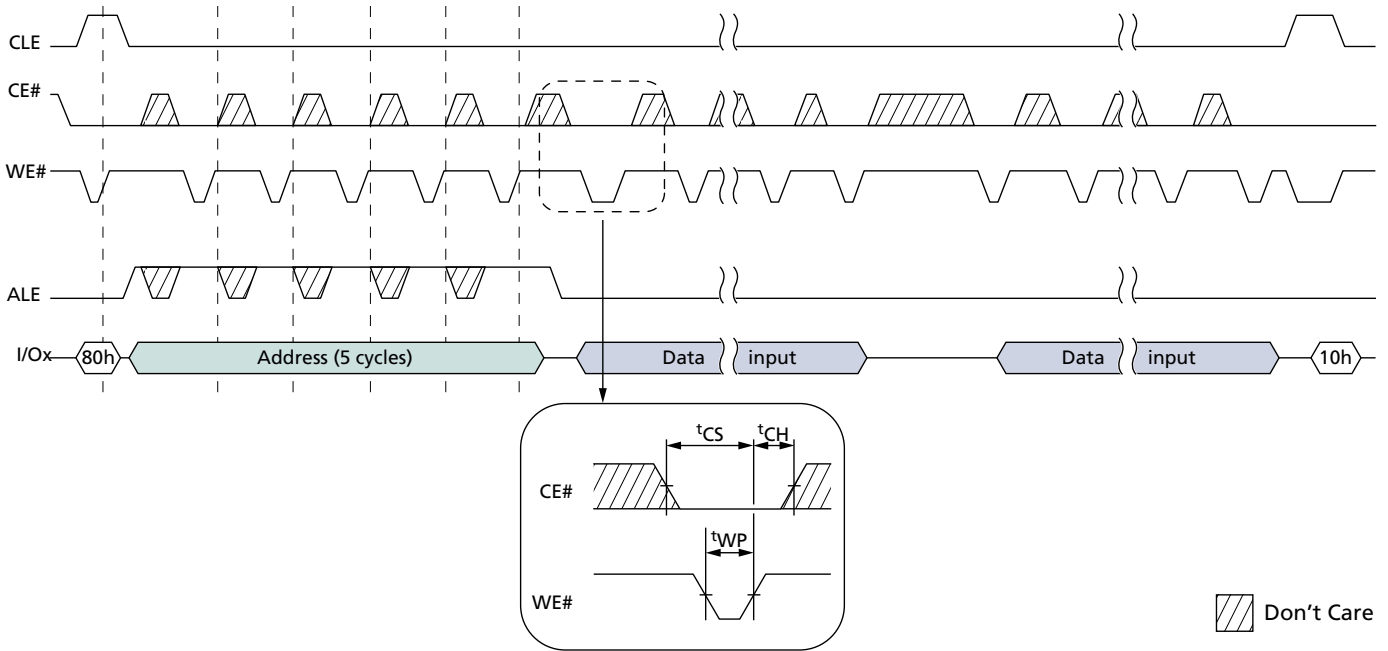 CLE
CE#
WE#
ALE
I/Ox
80h
Address (5 cycles)
Data input
Data input
10h
tCS
tCH
CE#
tWP
WE#
Don't Care